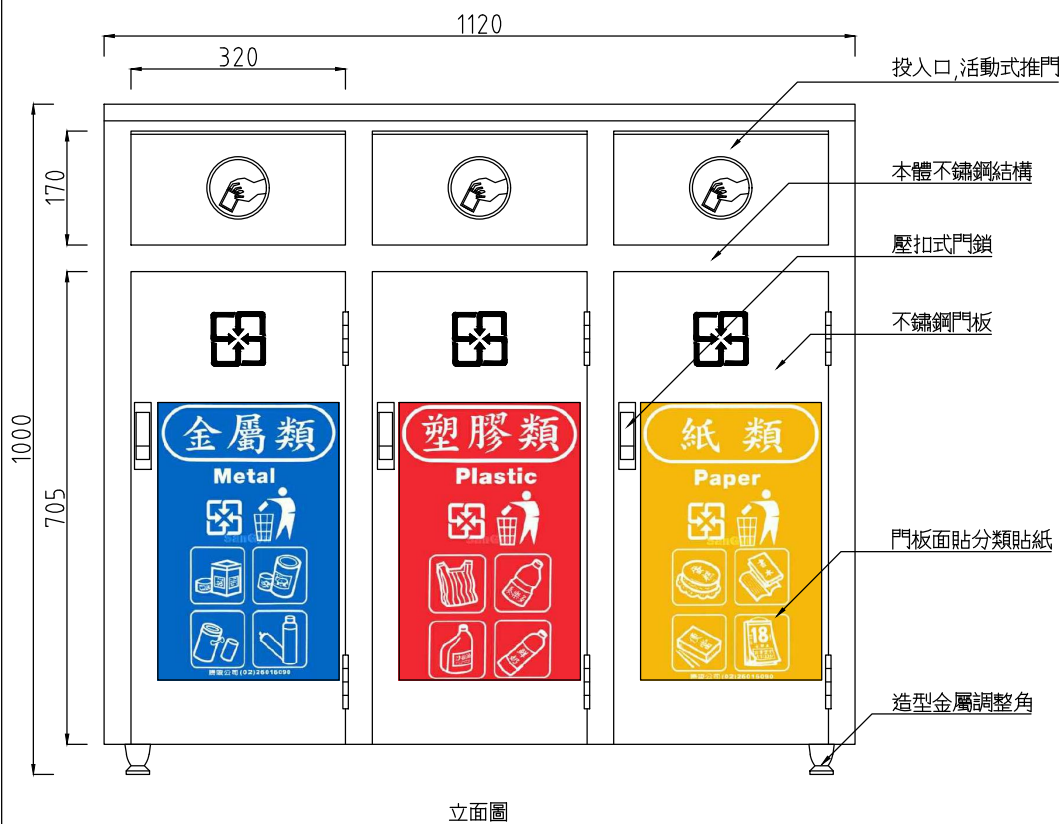 1120
320
投入口,活動式推門
170
本體不鏽鋼結構
壓扣式門鎖
不鏽鋼門板
1000
705
金屬類
Metal
塑膠類
Plastic
紙類
Paper
18
門板面貼分類貼紙
造型金屬調整角
立面圖